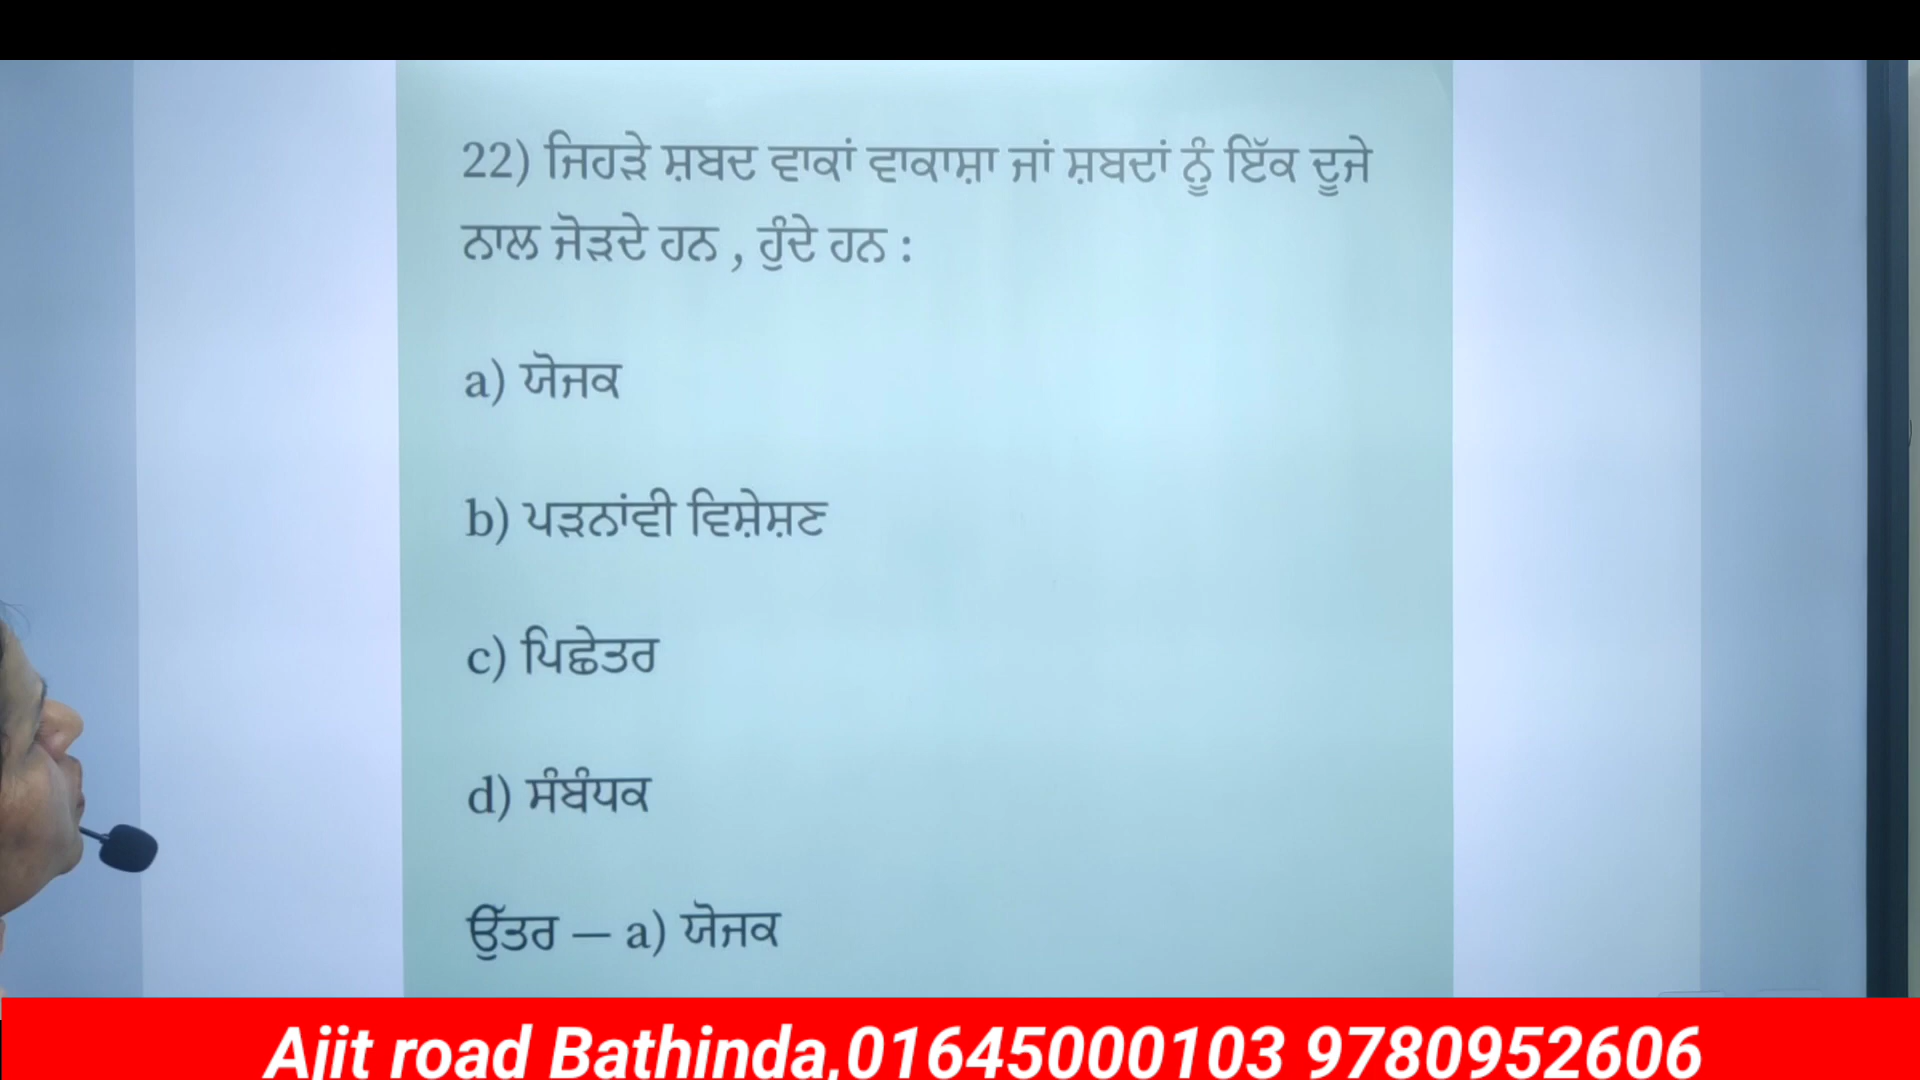 22) ਜਿਹੜੇ ਸ਼ਬਦ ਵਾਕਾਂ ਵਾਕਾਸ਼ਾ ਜਾਂ ਸ਼ਬਦਾਂ ਨੂੰ ਇੱਕ ਦੂਜੇ
ਨਾਲ ਜੋੜਦੇ ਹਨ , ਹੁੰਦੇ ਹਨ :
a) ਯੋਜਕ
b) ਪੜਨਾਂਵੀ ਵਿਸ਼ੇਸ਼ਣ
c) ਪਿਛੇਤਰ
d) ਸੰਬੰਧਕ
ਉੱਤਰ — a) ਯੋਜਕ
Ajit road Bathinda,01645000103 9780952606